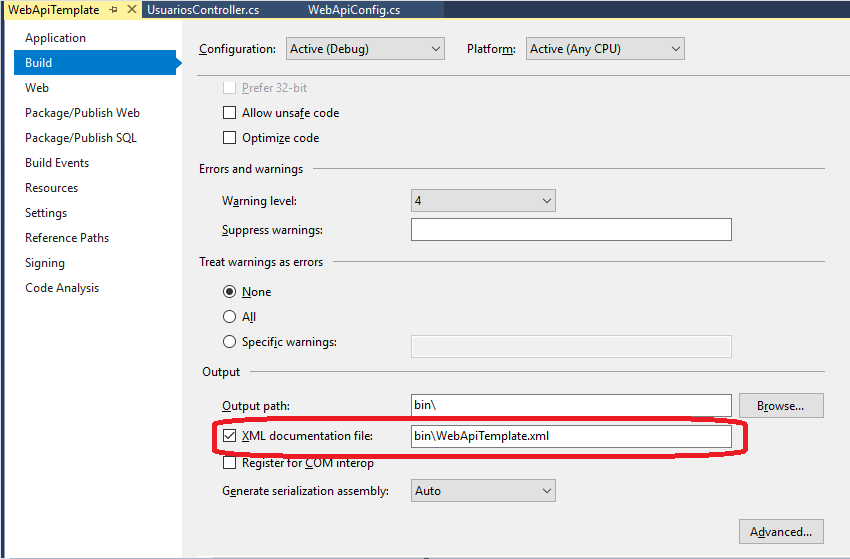 WebApiTemplate UsuariosController.cs WebApiConfig.cs
Application
Build
Web
Package/Publish Web
Package/Publish SQL
Build Events
Resources
Settings
Reference Paths
Signing
Code Analysis
Configuration: Active (Debug) Platform: Active (Any CPU)
Prefer 32-bit
Allow unsafe code
Optimize code
Errors and warnings
Warning level: 4
Suppress warnings:
Treat warnings as errors
None
All
Specific warnings:
Output
Output path: bin\ Browse...
XML documentation file: bin\WebApiTemplate.xml
Register for COM interop
Generate serialization assembly: Auto
Advanced...